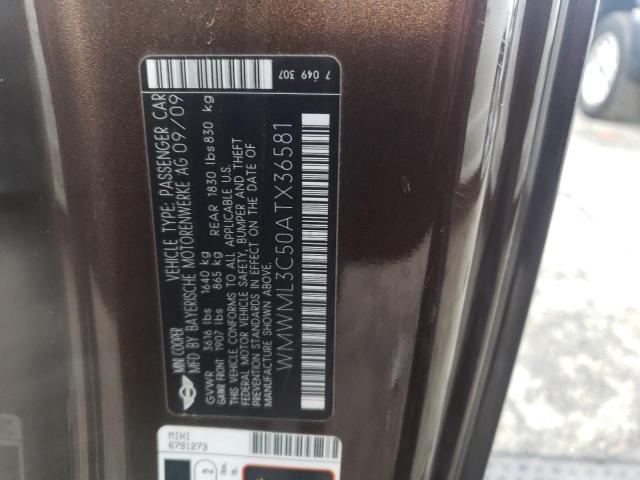 MINI COOPER VEHICLE TYPE: PASSENGER CAR
MFD BY BAYERISCHE MOTORENWERKE AG 09/09
GVWR 3616 lbs 1640 kg
GAWR FRONT 1907 lbs 865 kg REAR 1830 lbs 830 kg
THIS VEHICLE CONFORMS TO ALL APPLICABLE U.S.
FEDERAL MOTOR VEHICLE SAFETY, BUMPER AND THEFT
PREVENTION STANDARDS IN EFFECT ON THE DATE OF
MANUFACTURE SHOWN ABOVE.
WMWML3C50ATX36581
7 049 307
MINI
6791273
2
lbs.